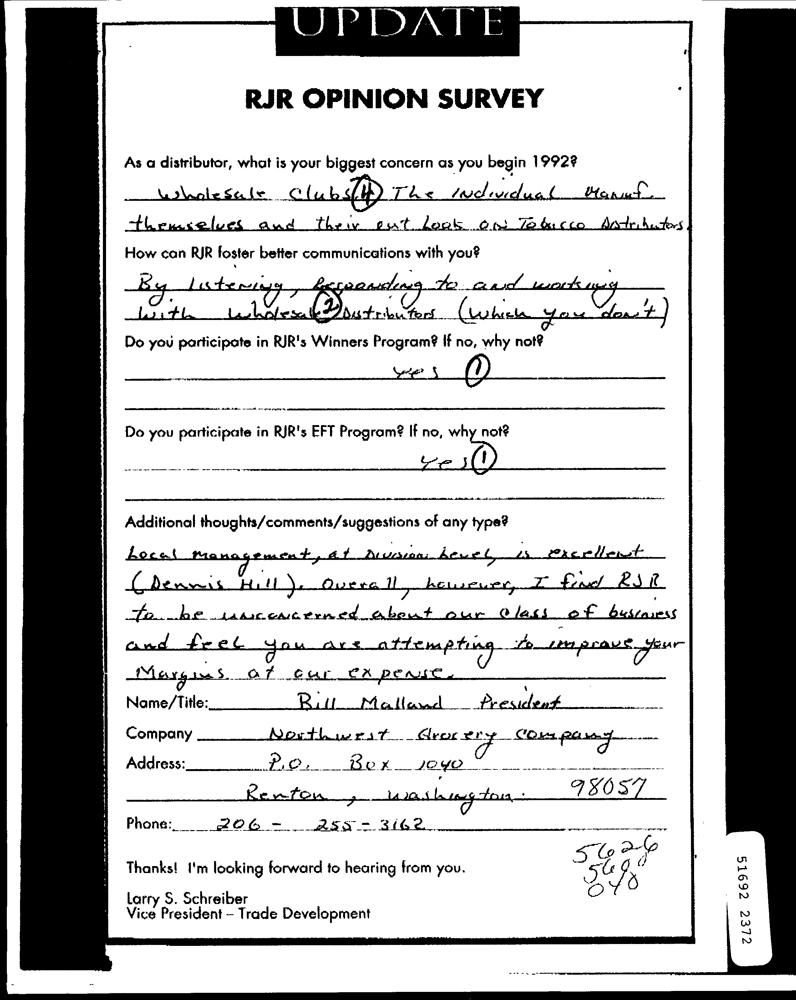 UPDATE
RJR OPINION SURVEY
As a distributor, what is your biggest concern as you begin 1992?
Wholesale Clubs (4) The individual Manuf.
themselves and their out Look on Tobacco Distributors.
How can RJR foster better communications with you?
By Listening, Responding to and working
with wholesale (2) Distributors (which you don't)
Do you participate in RJR's Winners Program? If no, why not?
yes (1)
Do you participate in RJR's EFT Program? If no, why not?
yes (1)
Additional thoughts/comments/suggestions of any type?
Local management, at Division Level, is excellent
(Dennis Hill). Overall, however, I find RJR
to be unconcerned about our class of business
and feel you are attempting to improve your
Margins at our expense.
Name/Title: Bill Malland President
Company Northwest Grocery Company
Address: P.O. Box 1040
Renton, Washington. 98057
Phone: 206 - 255 - 3162
Thanks! I'm looking forward to hearing from you.
5626
Larry S. Schreiber
Vice President – Trade Development
51692 2372